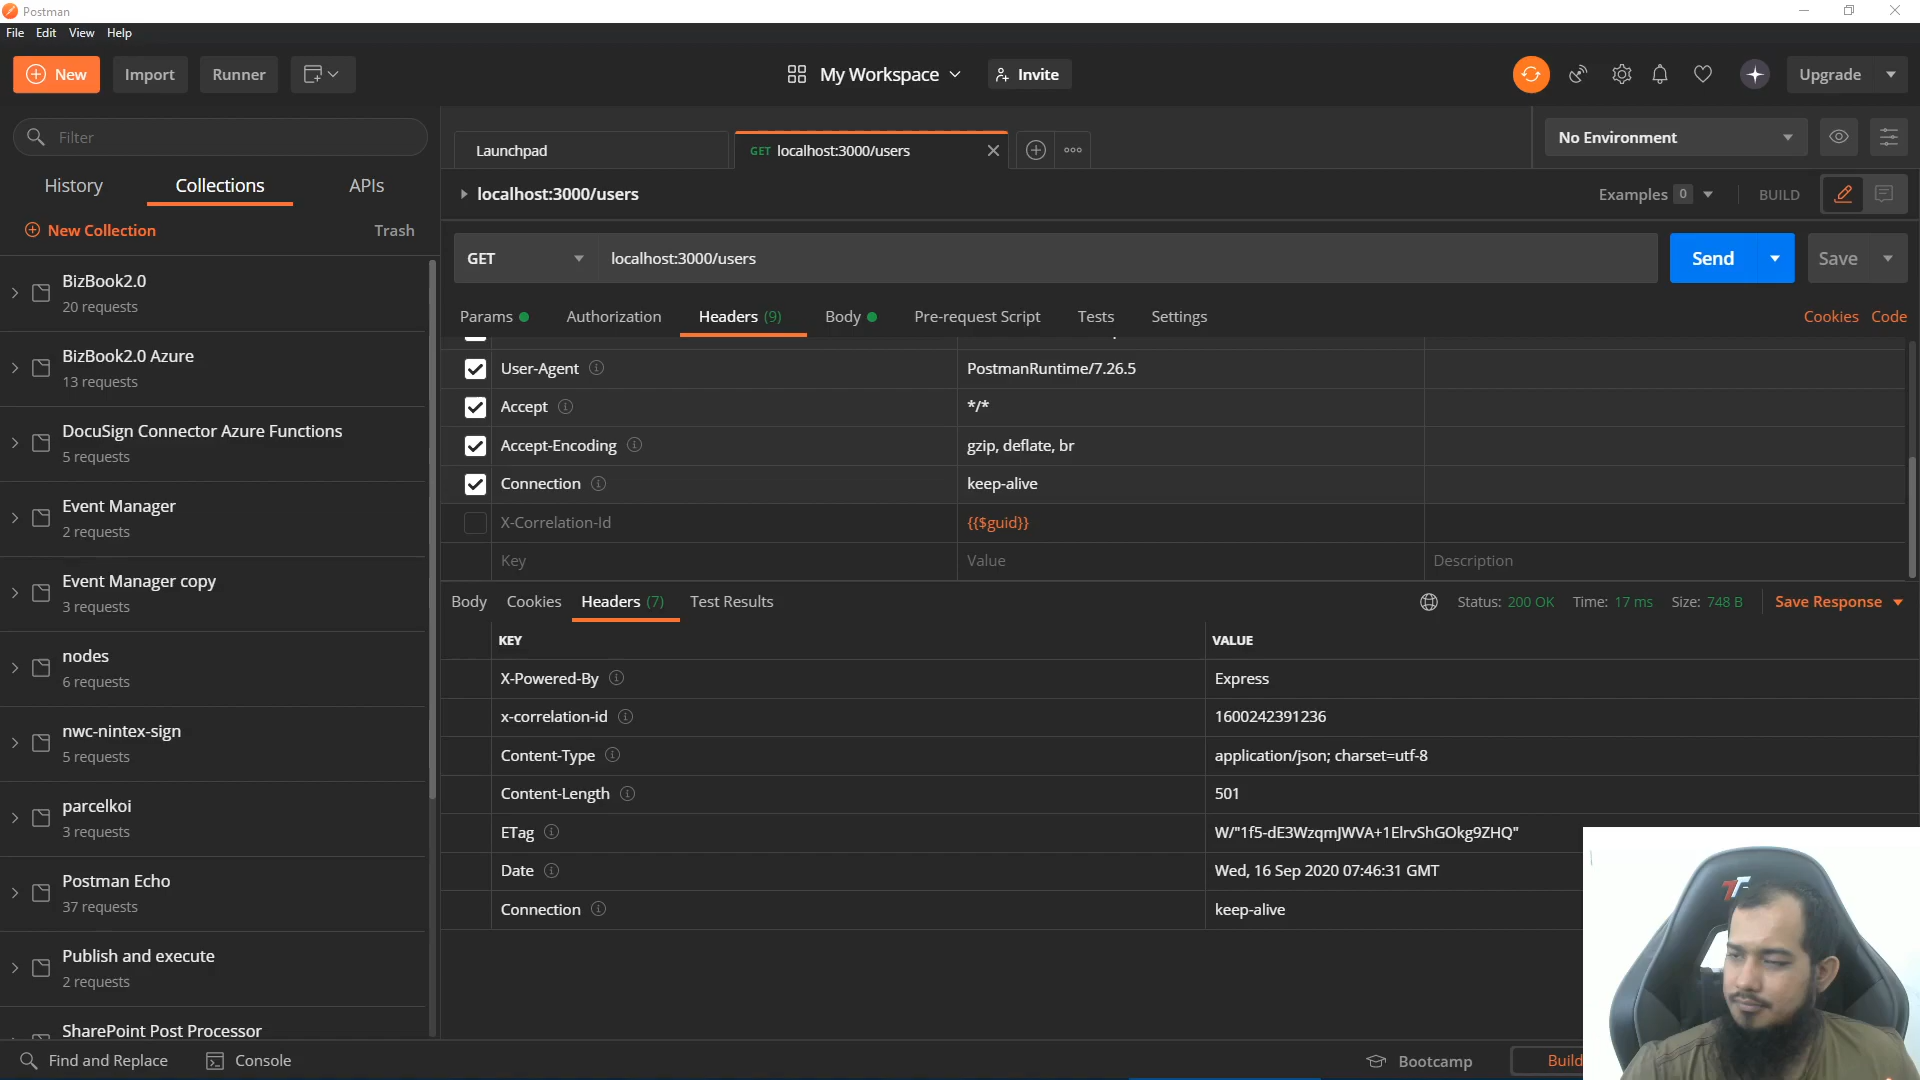 Postman
File Edit View Help
New Import Runner My Workspace Invite Upgrade
Filter
History Collections APIs
New Collection Trash
BizBook2.0
20 requests
BizBook2.0 Azure
13 requests
DocuSign Connector Azure Functions
5 requests
Event Manager
2 requests
Event Manager copy
3 requests
nodes
6 requests
nwc-nintex-sign
5 requests
parcelkoi
3 requests
Postman Echo
37 requests
Publish and execute
2 requests
SharePoint Post Processor
Launchpad GET localhost:3000/users No Environment
localhost:3000/users Examples 0 BUILD
GET localhost:3000/users Send Save
Params Authorization Headers (9) Body Pre-request Script Tests Settings Cookies Code
User-Agent PostmanRuntime/7.26.5
Accept */*
Accept-Encoding gzip, deflate, br
Connection keep-alive
X-Correlation-Id {{$guid}}
Key Value Description
Body Cookies Headers (7) Test Results Status: 200 OK Time: 17 ms Size: 748 B Save Response
KEY VALUE
X-Powered-By Express
x-correlation-id 1600242391236
Content-Type application/json; charset=utf-8
Content-Length 501
ETag W/"1f5-dE3WzqmJWVA+1ElrvShGOkg9ZHQ"
Date Wed, 16 Sep 2020 07:46:31 GMT
Connection keep-alive
Find and Replace Console Bootcamp Build